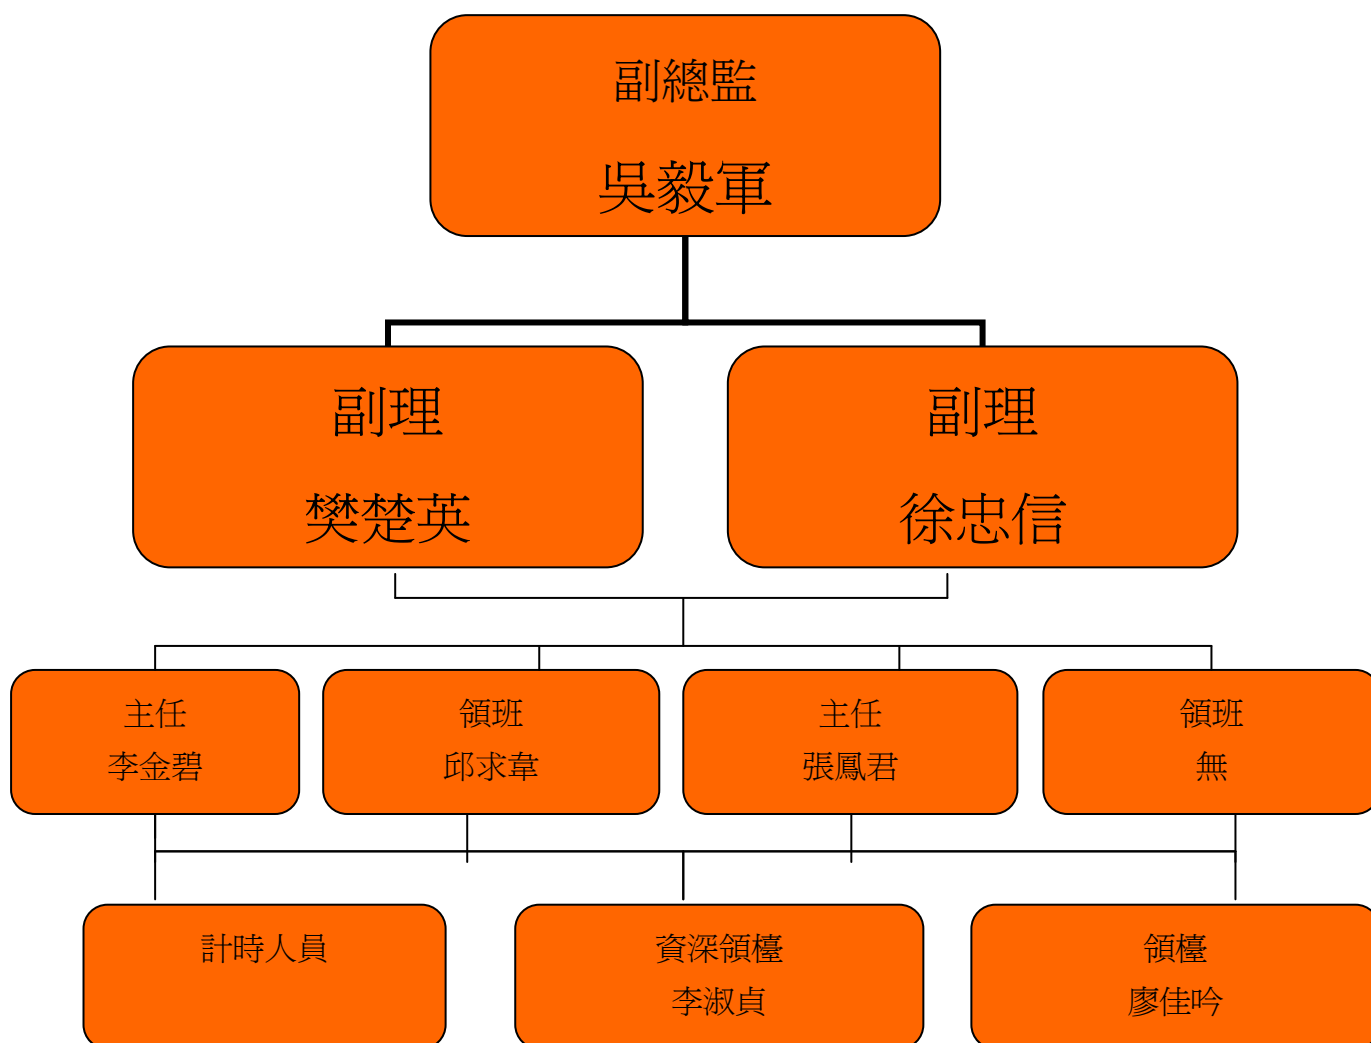 副總監
吳毅軍
副理
樊楚英
副理
徐忠信
主任
李金碧
領班
邱求韋
主任
張鳳君
領班
無
計時人員
資深領檯
李淑貞
領檯
廖佳吟